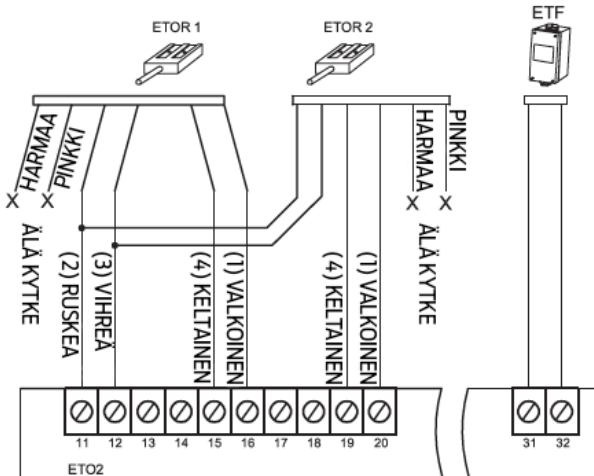 ETOR 1
ETOR 2
ETF
HARMAA
PINKKI
HARMAA
PINKKI
X
X
X
X
ÄLÄ KYTKE
(2) RUSKEA
(3) VIHREÄ
(4) KELTAINEN
(1) VALKOINEN
(4) KELTAINEN
(1) VALKOINEN
ÄLÄ KYTKE
11 12 13 14 15 16 17 18 19 20 31 32
ETO2